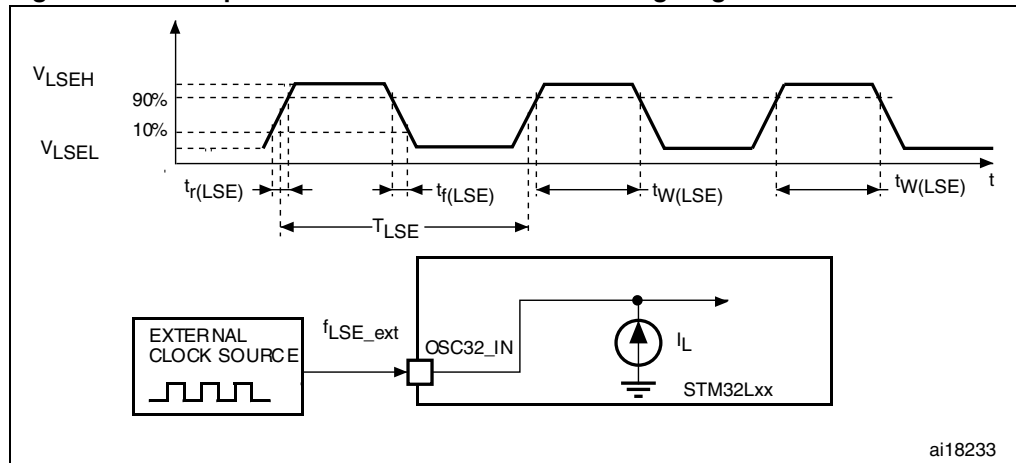 VLSEH
90%
10%
VLSEL
tr(LSE)
tf(LSE)
tW(LSE)
tW(LSE)
t
TLSE
EXTERNAL
CLOCK SOURCE
fLSE_ext
OSC32_IN
IL
STM32Lxx
ai18233